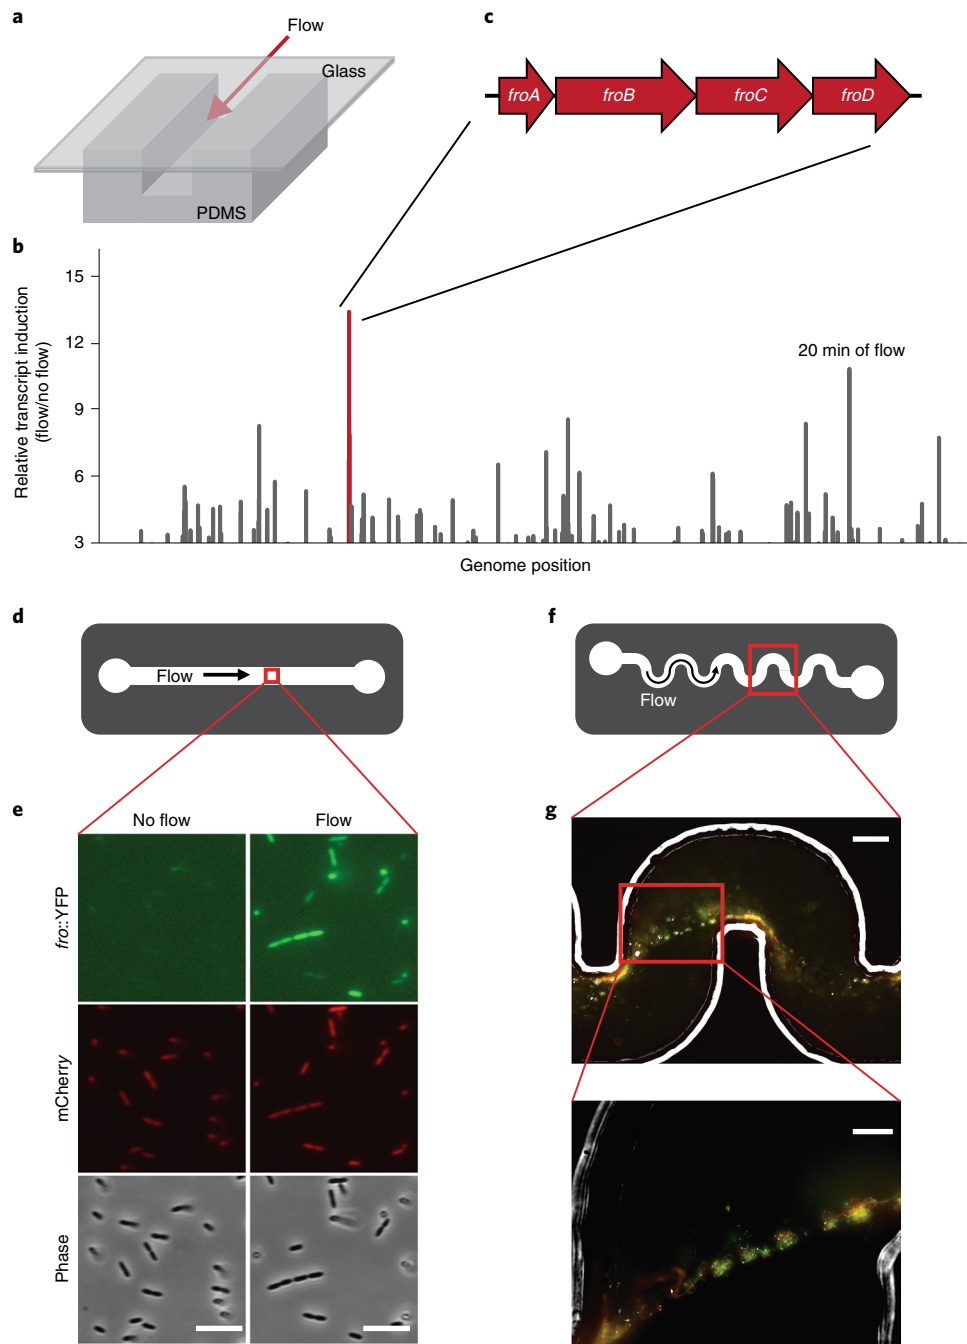 a
Flow
Glass
PDMS
c
froA froB froC froD
b
15
12
9
6
3
Relative transcript induction
(flow/no flow)
20 min of flow
Genome position
d
Flow
f
Flow
e
No flow Flow
fro::YFP
mCherry
Phase
g